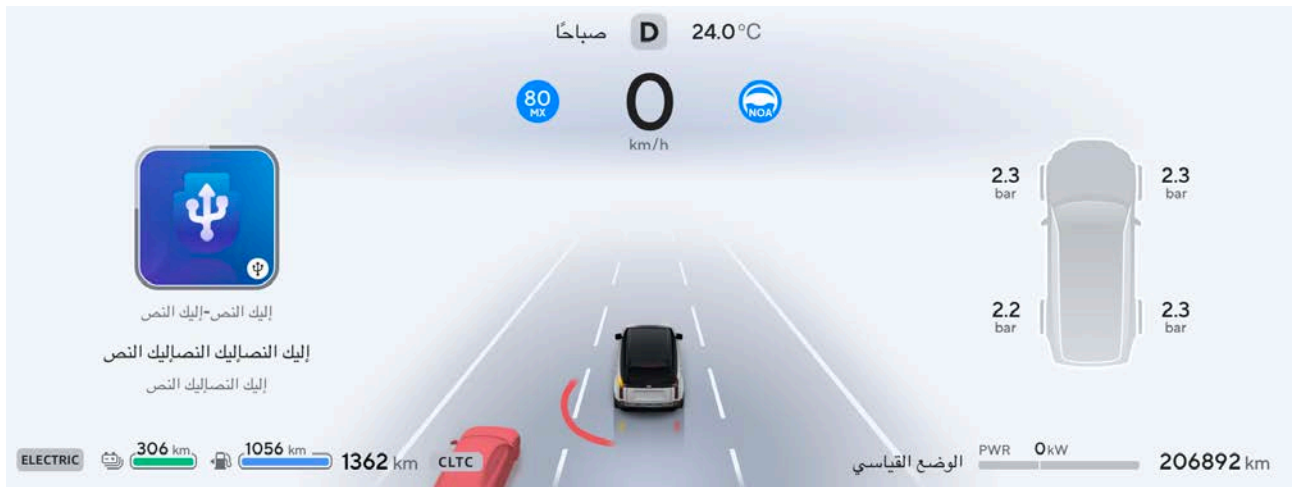 صباحًا D 24.0°C
80 MX
0
km/h
NOA
2.3 bar
2.3 bar
2.2 bar
2.3 bar
إليك النص-إليك النص
إليك النصإليك النصإليك النص
إليك النصإليك النص
ELECTRIC 306 km 1056 km 1362 km CLTC
الوضع القياسي PWR 0 kW 206892 km